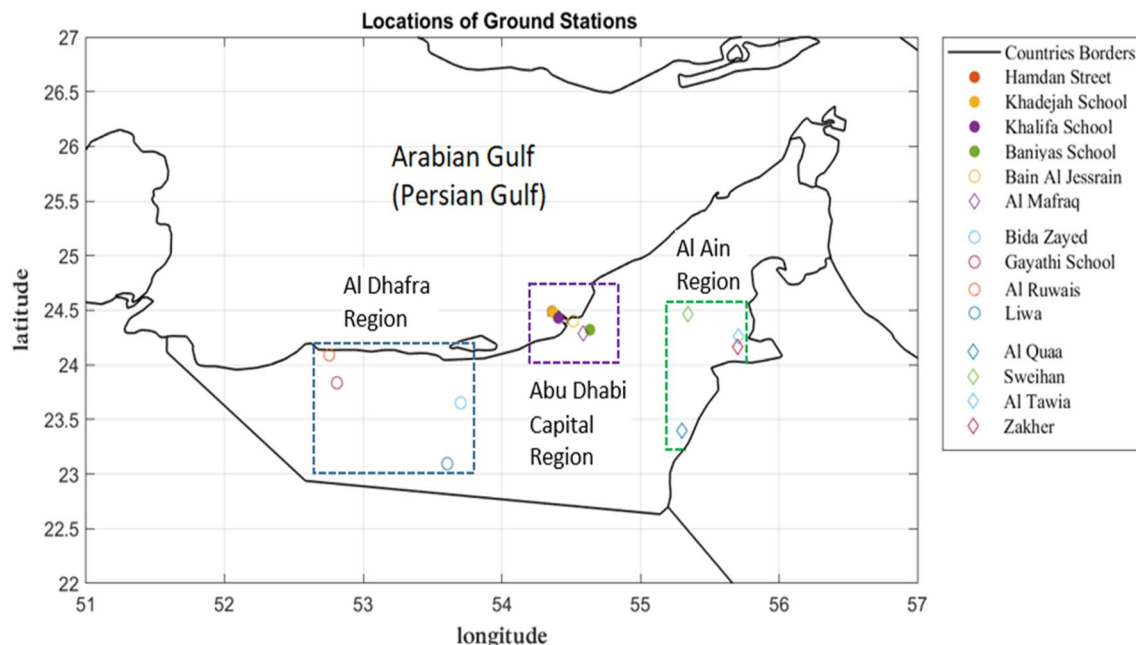 Locations of Ground Stations
27
26.5
26
25.5
25
24.5
24
23.5
23
22.5
22
latitude
51
52
53
54
55
56
57
longitude
Arabian Gulf
(Persian Gulf)
Al Dhafra
Region
Al Ain
Region
Abu Dhabi
Capital
Region
Countries Borders
Hamdan Street
Khadejah School
Khalifa School
Baniyas School
Bain Al Jessrain
Al Mafraq
Bida Zayed
Gayathi School
Al Ruwais
Liwa
Al Quaa
Sweihan
Al Tawia
Zakher